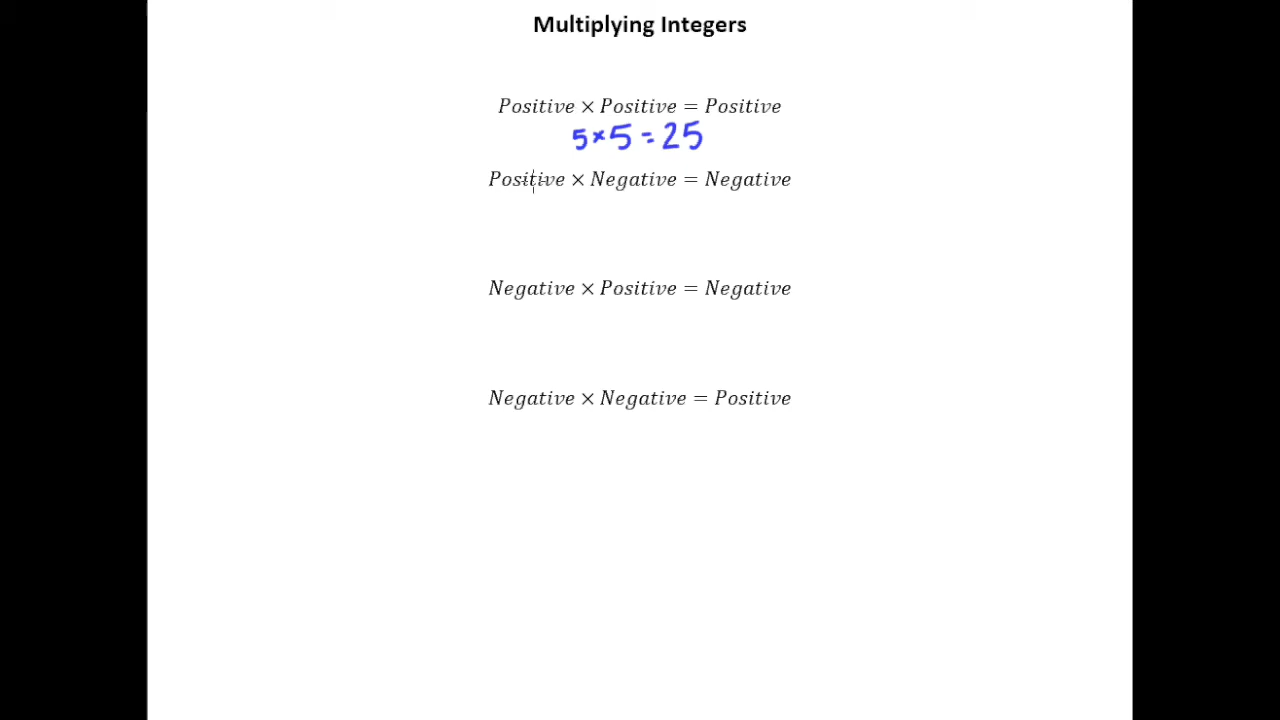 Multiplying Integers
Positive × Positive = Positive
5 × 5 = 25
Positive × Negative = Negative
Negative × Positive = Negative
Negative × Negative = Positive